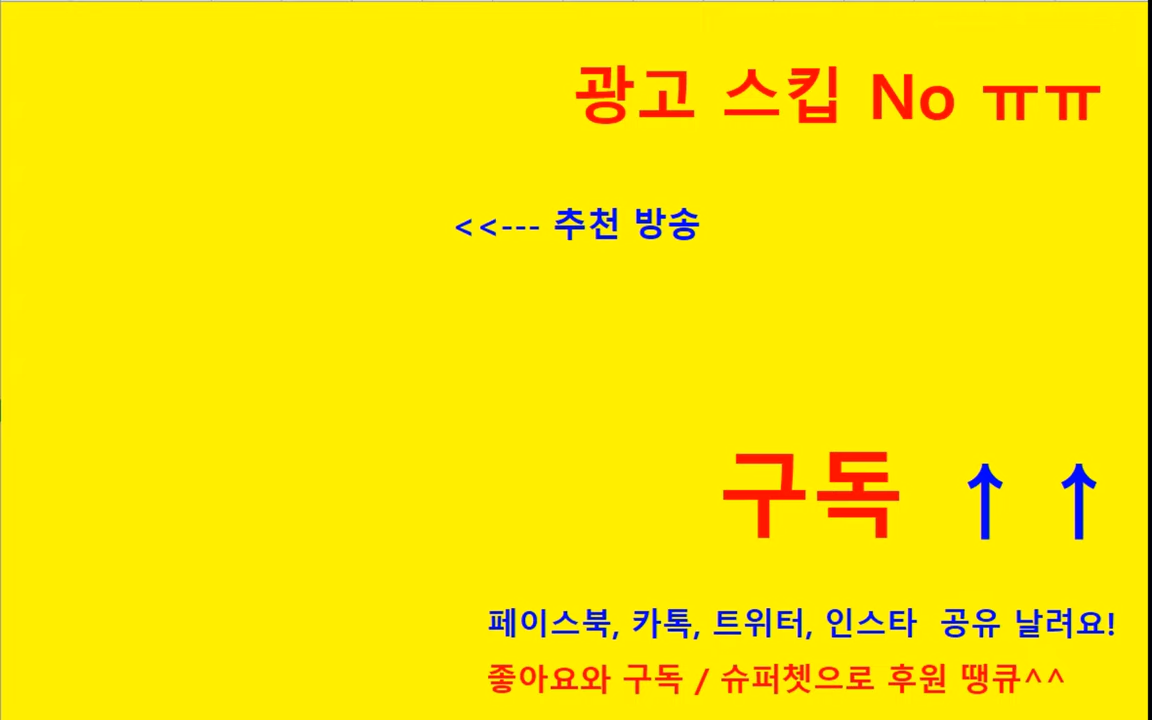 광고 스킵 No ㅠㅠ
<<--- 추천 방송
구독 ↑ ↑
페이스북, 카톡, 트위터, 인스타 공유 날려요!
좋아요와 구독 / 슈퍼쳇으로 후원 땡큐^^